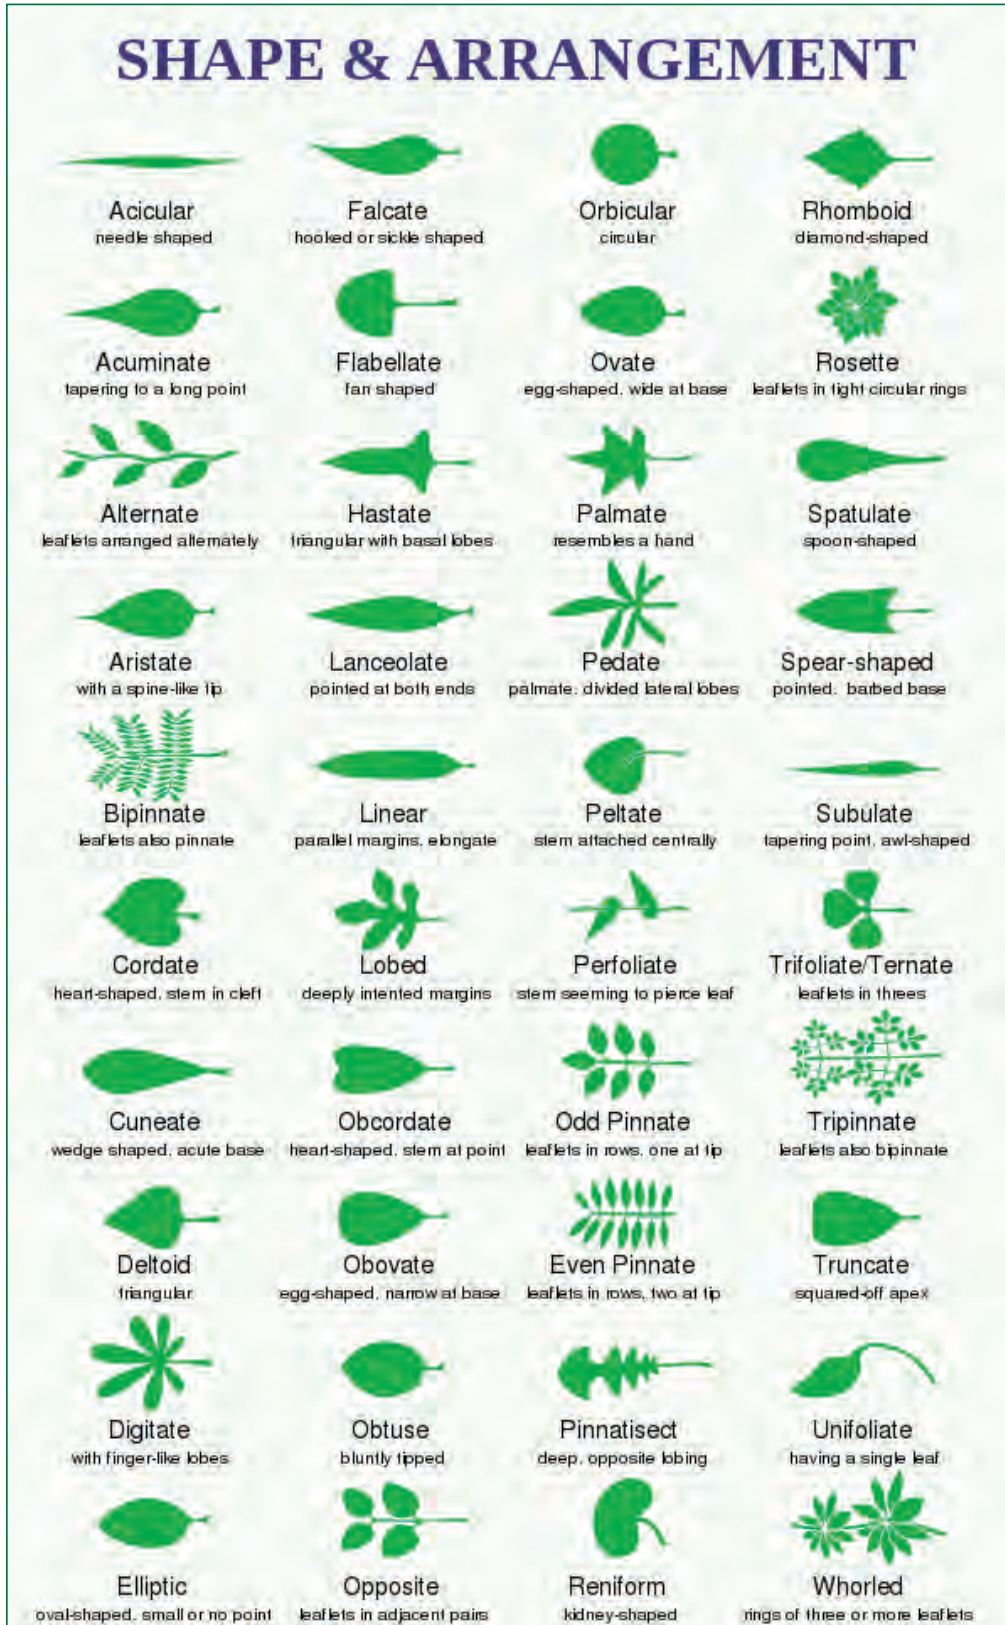 SHAPE & ARRANGEMENT
Acicular
needle shaped
Falcate
hooked or sickle shaped
Orbicular
circular
Rhomboid
diamond-shaped
Acuminate
tapering to a long point
Flabellate
fan shaped
Ovate
egg-shaped, wide at base
Rosette
leaflets in tight circular rings
Alternate
leaflets arranged alternately
Hastate
triangular with basal lobes
Palmate
resembles a hand
Spatulate
spoon-shaped
Aristate
with a spine-like tip
Lanceolate
pointed at both ends
Pedate
palmate, divided lateral lobes
Spear-shaped
pointed, barbed base
Bipinnate
leaflets also pinnate
Linear
parallel margins, elongate
Peltate
stem attached centrally
Subulate
tapering point, awl-shaped
Cordate
heart-shaped, stem in cleft
Lobed
deeply intented margins
Perfoliate
stem seeming to pierce leaf
Trifoliate/Ternate
leaflets in threes
Cuneate
wedge shaped, acute base
Obcordate
heart-shaped, stem at point
Odd Pinnate
leaflets in rows, one at tip
Tripinnate
leaflets also bipinnate
Deltoid
triangular
Obovate
egg-shaped, narrow at base
Even Pinnate
leaflets in rows, two at tip
Truncate
squared-off apex
Digitate
with finger-like lobes
Obtuse
bluntly tipped
Pinnatisect
deep, opposite lobing
Unifoliate
having a single leaf
Elliptic
oval-shaped, small or no point
Opposite
leaflets in adjacent pairs
Reniform
kidney-shaped
Whorled
rings of three or more leaflets